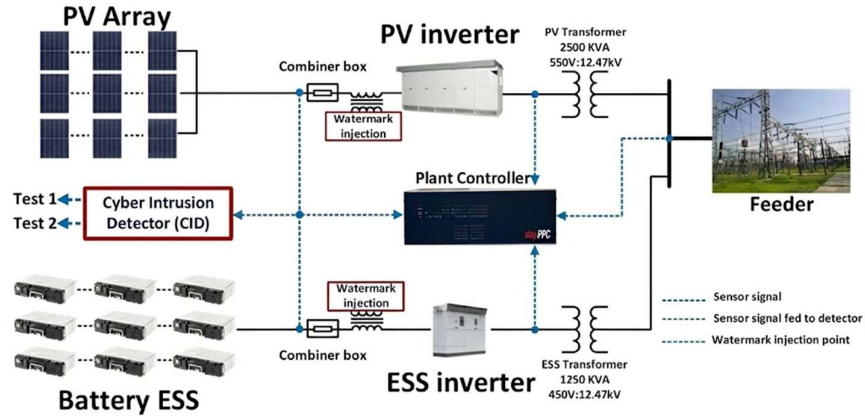 PV Array
PV inverter
PV Transformer
2500 KVA
550V:12.47kV
Combiner box
Watermark
injection
Plant Controller
Test 1
Test 2
Cyber Intrusion
Detector (CID)
PPC
Feeder
Watermark
injection
Sensor signal
Sensor signal fed to detector
Watermark injection point
Combiner box
ESS Transformer
1250 KVA
450V:12.47kV
Battery ESS
ESS inverter